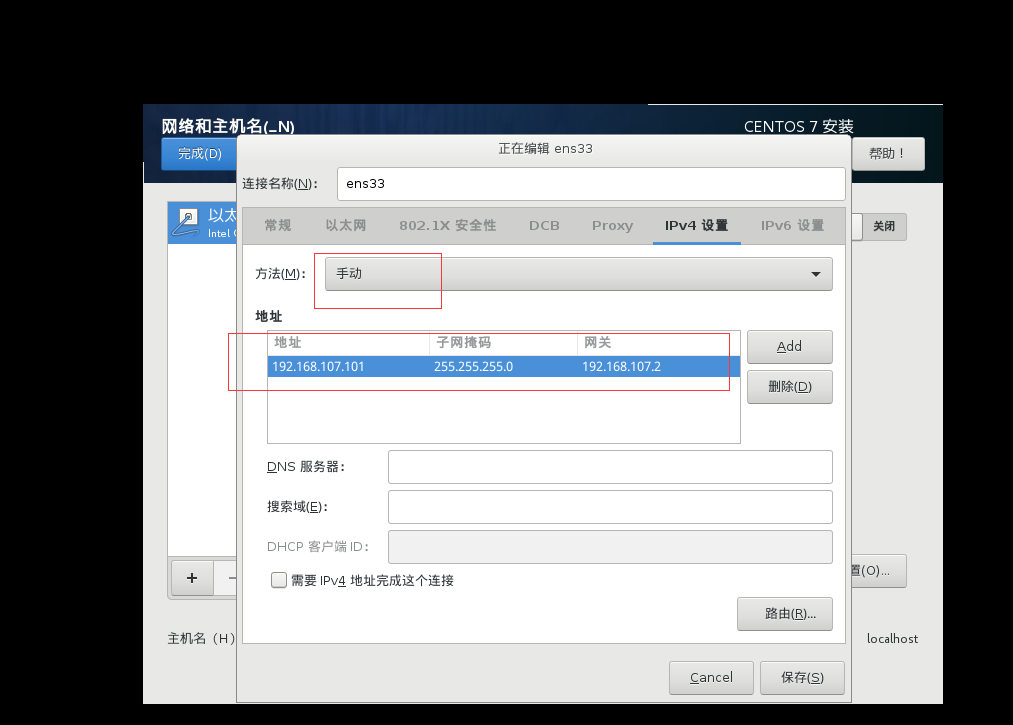 网络和主机名(_N)
CENTOS 7 安装
完成(D)
正在编辑 ens33
帮助！
连接名称(N)：
ens33
以太
Intel
常规
以太网
802.1X 安全性
DCB
Proxy
IPv4 设置
IPv6 设置
关闭
方法(M)：
手动
地址
地址
子网掩码
网关
192.168.107.101
255.255.255.0
192.168.107.2
Add
删除(D)
DNS 服务器：
搜索域(E)：
DHCP 客户端 ID：
需要 IPv4 地址完成这个连接
置(O)...
路由(R)...
主机名（H）
localhost
Cancel
保存(S)